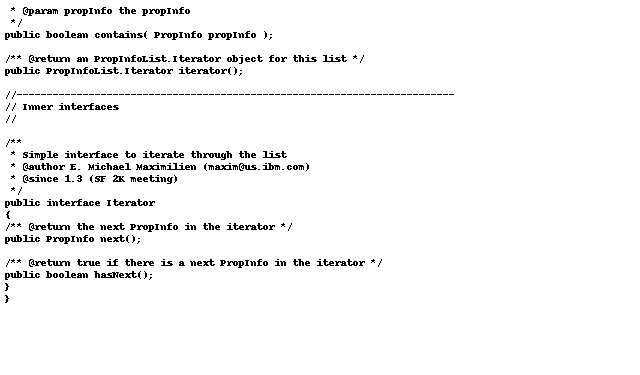 * @param propInfo the propInfo
*/
public boolean contains( PropInfo propInfo );
/** @return an PropInfoList.Iterator object for this list */
public PropInfoList.Iterator iterator();
//-------------------------------------------------------------------------
// Inner interfaces
//
/**
* Simple interface to iterate through the list
* @author E. Michael Maximilien (maxim@us.ibm.com)
* @since 1.3 (SF 2K meeting)
*/
public interface Iterator
{
/** @return the next PropInfo in the iterator */
public PropInfo next();
/** @return true if there is a next PropInfo in the iterator */
public boolean hasNext();
}
}